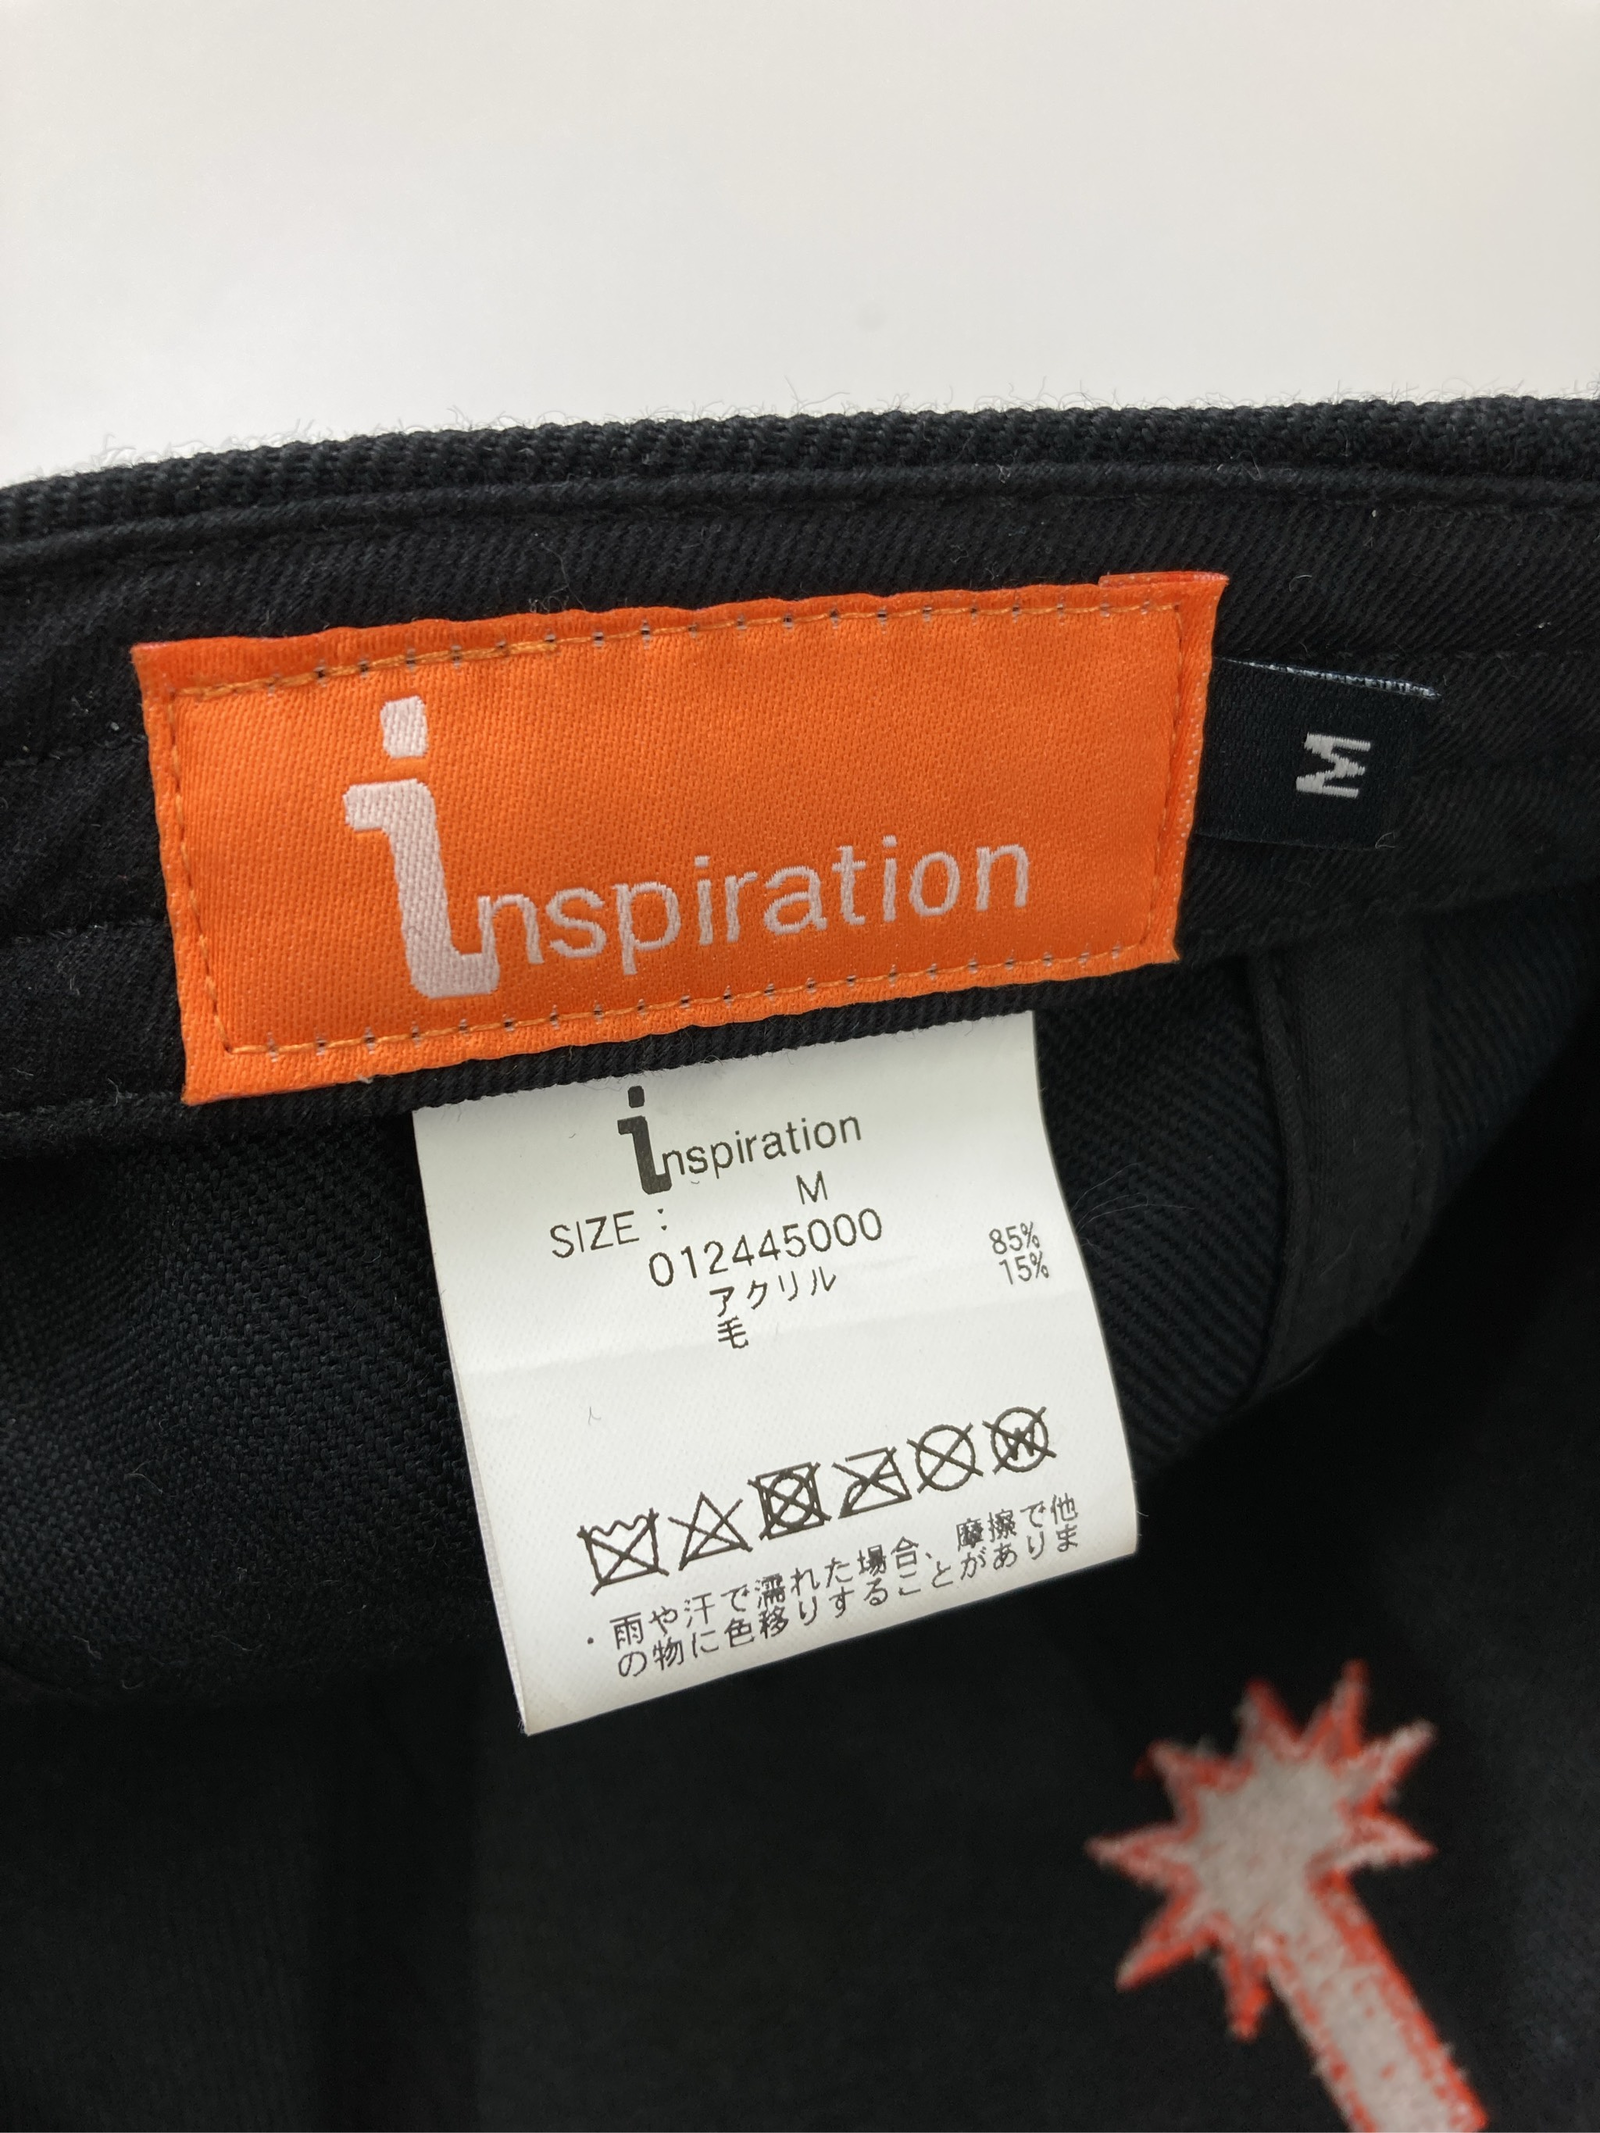 inspiration
M
inspiration
SIZE : M
012445000
アクリル 85%
毛 15%
W
・雨や汗で濡れた場合、摩擦で他
の物に色移りすることがありま